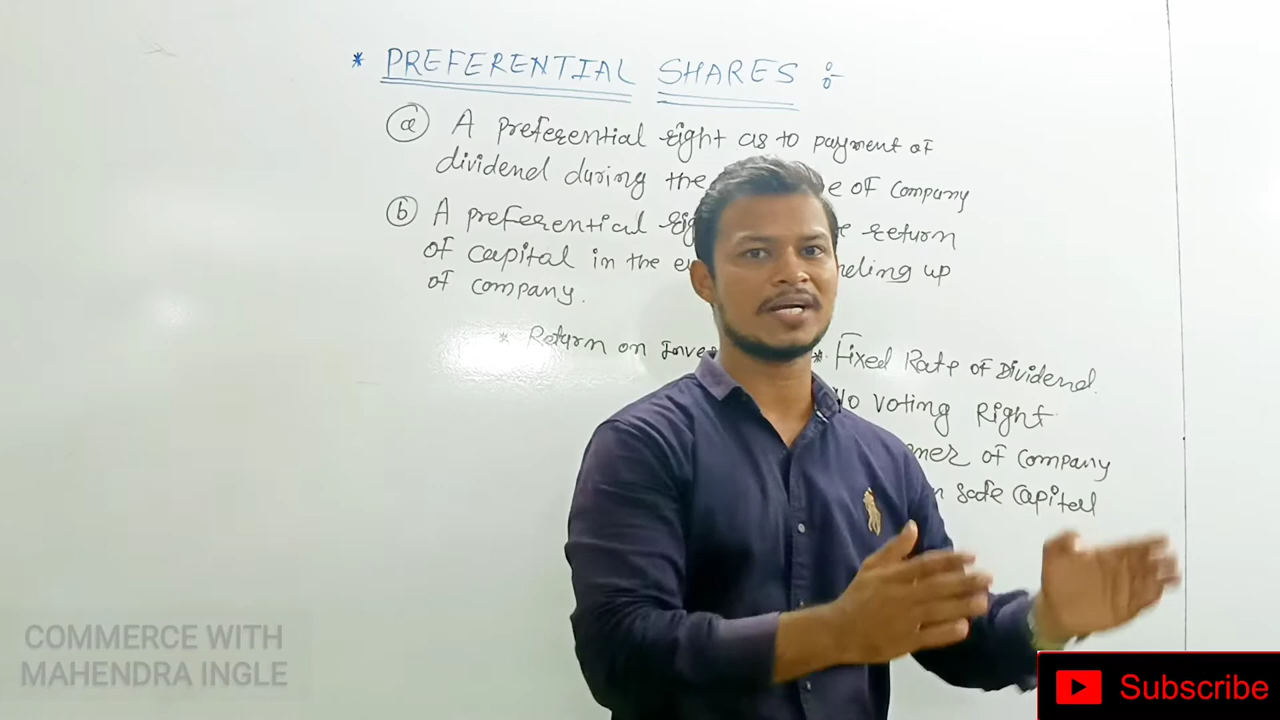 * PREFERENTIAL SHARES :-
(a) A preferential right as to payment of
dividend during the of company
(b) A preferential return
of capital in the up
of company.
* Return on
* Fixed Rate of Dividend.
voting Right
of company
safe capital
COMMERCE WITH
MAHENDRA INGLE
Subscribe